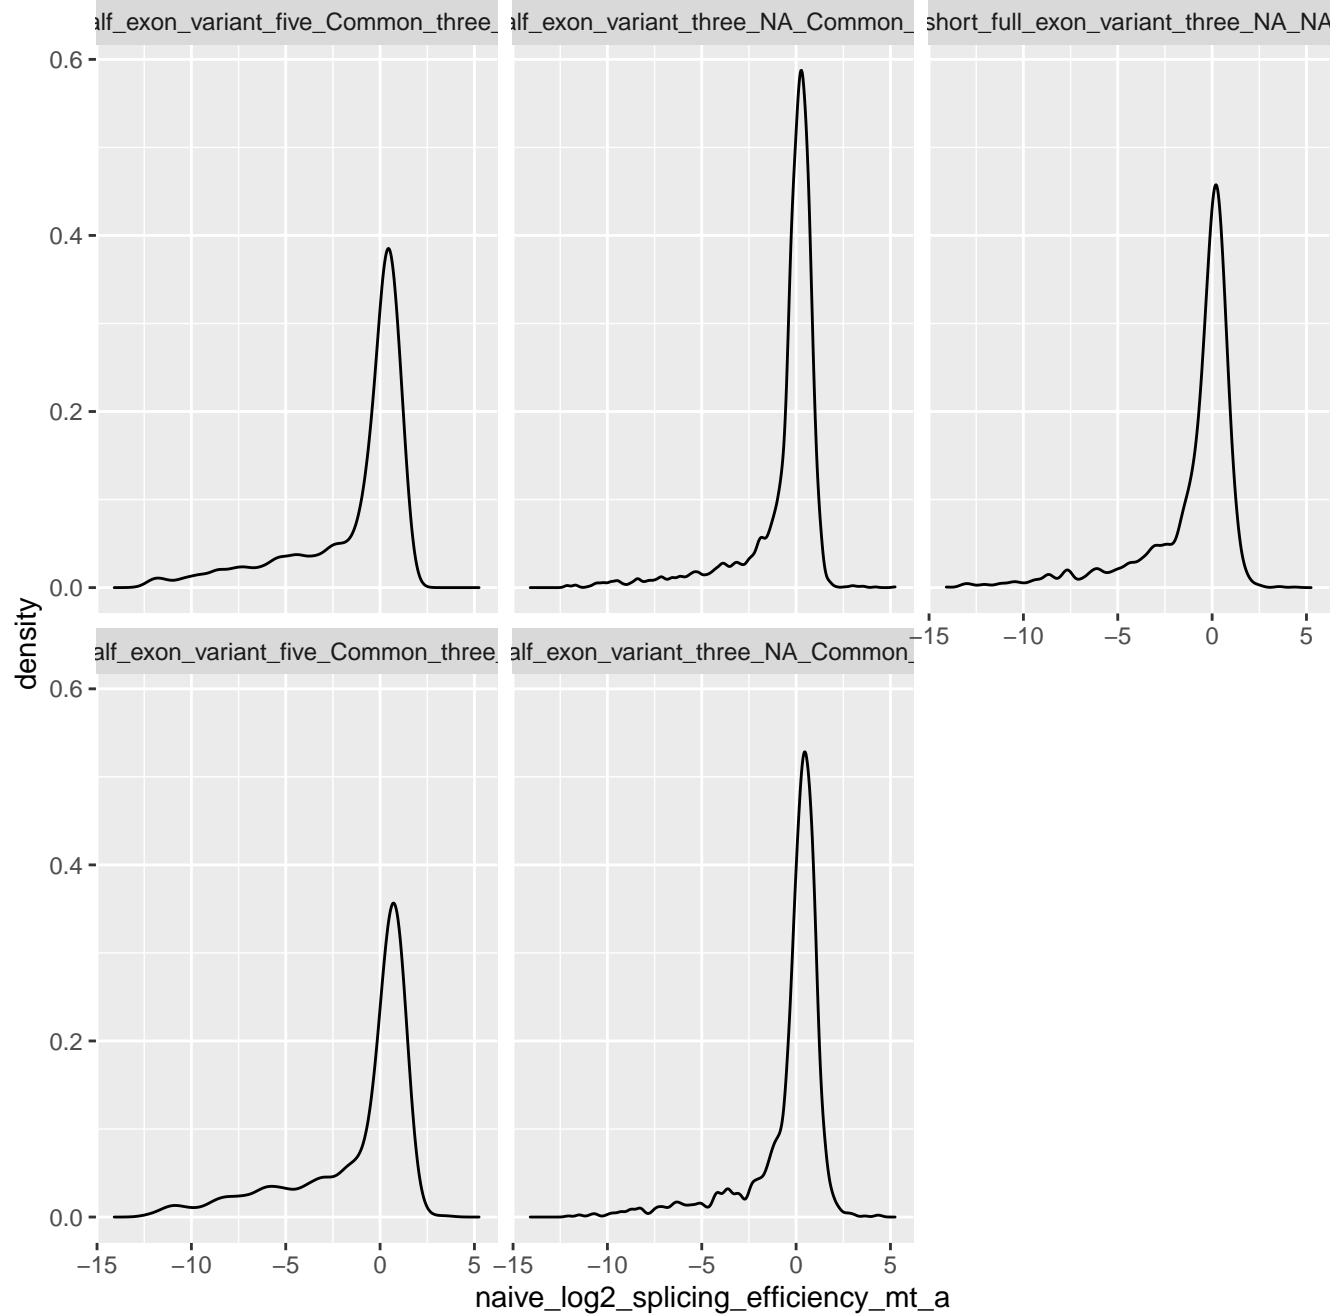 alf_exon_variant_five_Common_three_
alf_exon_variant_three_NA_Common_
short_full_exon_variant_three_NA_NA
0.6
0.4
0.2
0.0
−15 −10 −5 0 5
density
alf_exon_variant_five_Common_three_
alf_exon_variant_three_NA_Common_
0.6
0.4
0.2
0.0
−15 −10 −5 0 5
−15 −10 −5 0 5
naive_log2_splicing_efficiency_mt_a